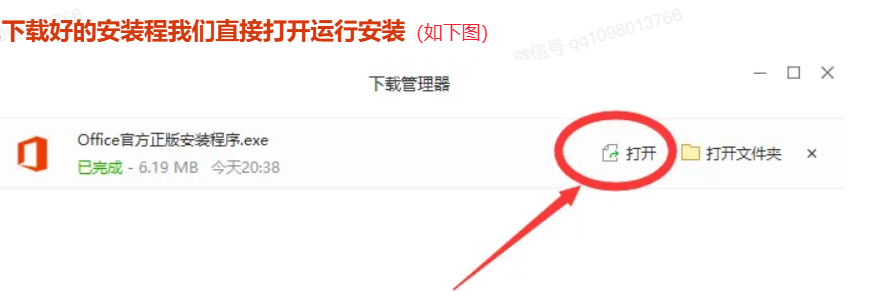 下载好的安装程我们直接打开运行安装 (如下图)
微信号 qq1098013766
下载管理器
Office官方正版安装程序.exe
打开 打开文件夹
已完成 - 6.19 MB 今天20:38